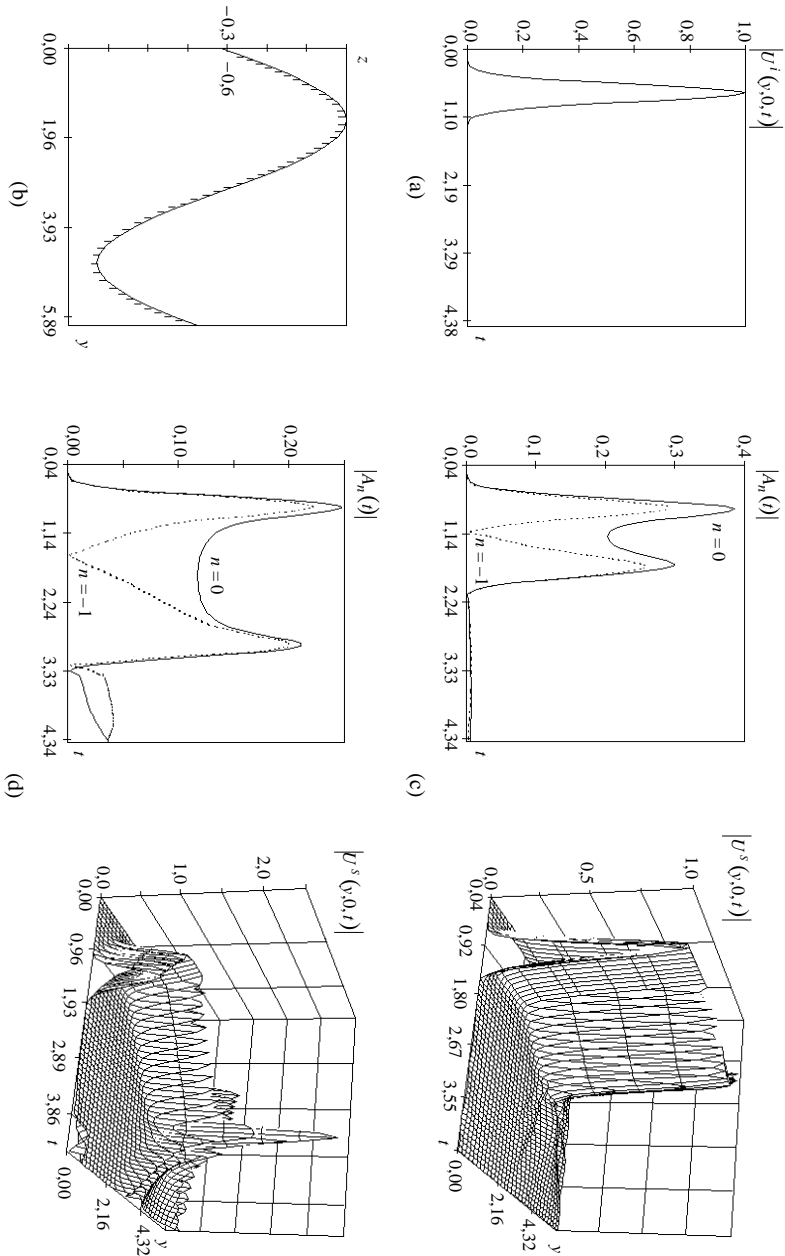 |Uⁱ(y,0,t)|
1,0
0,8
0,6
0,4
0,2
0,0
0,00 1,10 2,19 3,29 4,38 t
(a)
|Aₙ(t)|
0,4
0,3
0,2
0,1
0,0
n = 0
n = −1
0,04 1,14 2,24 3,33 4,34 t
|Uˢ(y,0,t)|
1,0
0,5
0,0
0,04 0,92 1,80 2,67 3,55 t
0,00 2,16 4,32 y
(c)
z
−0,3
−0,6
0,00 1,96 3,93 5,89 y
(b)
|Aₙ(t)|
0,20
0,10
0,00
n = 0
n = −1
0,04 1,14 2,24 3,33 4,34 t
|Uˢ(y,0,t)|
2,0
1,0
0,0
0,00 0,96 1,93 2,89 3,86 t
0,00 2,16 4,32 y
(d)